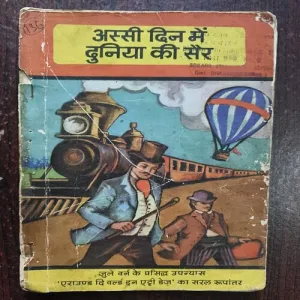 अस्सी दिन में
दुनिया की सैर
जुले वर्न के प्रसिद्ध उपन्यास
'एराउण्ड दि वर्ल्ड इन एट्टी डेज़' का सरल रूपांतर